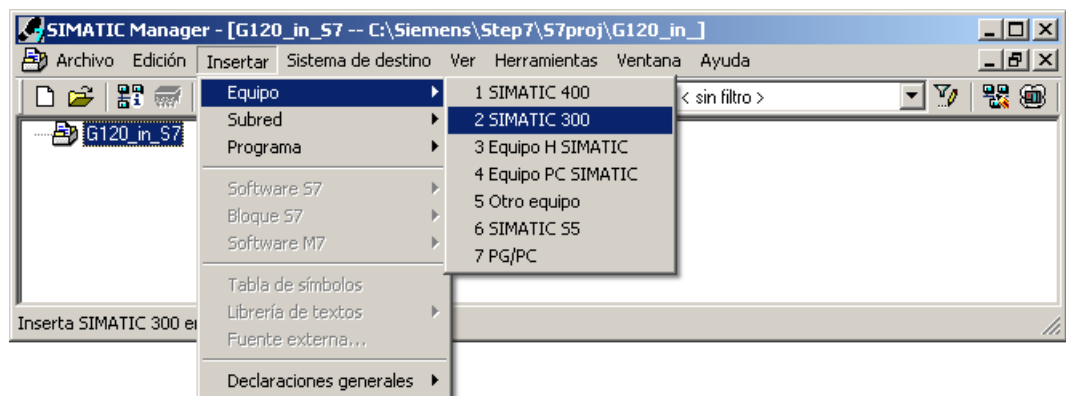 SIMATIC Manager - [G120_in_S7 -- C:\Siemens\Step7\S7proj\G120_in_]
Archivo Edición Insertar Sistema de destino Ver Herramientas Ventana Ayuda
< sin filtro >
G120_in_S7
Equipo
Subred
Programa
Software S7
Bloque S7
Software M7
Tabla de símbolos
Librería de textos
Fuente externa...
Declaraciones generales
1 SIMATIC 400
2 SIMATIC 300
3 Equipo H SIMATIC
4 Equipo PC SIMATIC
5 Otro equipo
6 SIMATIC S5
7 PG/PC
Inserta SIMATIC 300